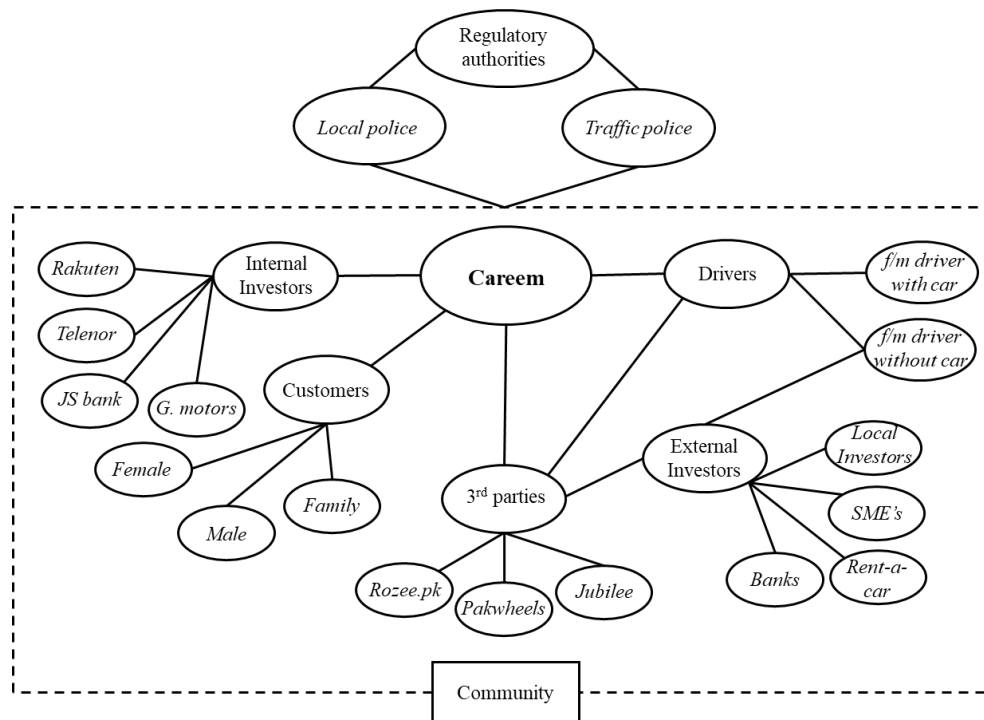 Regulatory
authorities
Local police
Traffic police
Rakuten
Internal
Investors
Careem
Drivers
f/m driver
with car
Telenor
f/m driver
without car
JS bank
G. motors
Customers
Female
Male
Family
3rd parties
External
Investors
Local
Investors
SME's
Rent-a-
car
Banks
Rozee.pk
Pakwheels
Jubilee
Community